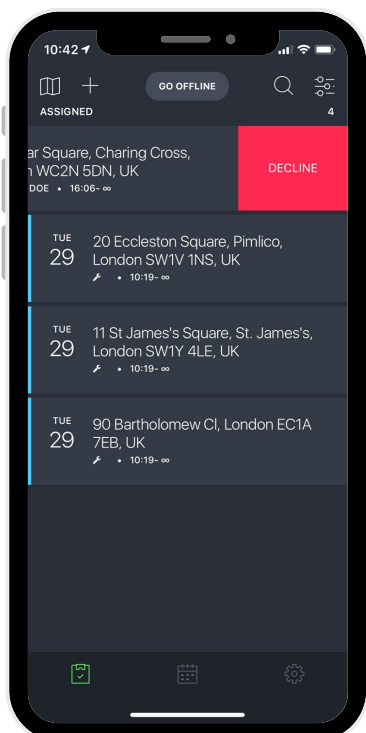 10:42
GO OFFLINE
ASSIGNED 4
ar Square, Charing Cross,
WC2N 5DN, UK
DOE • 16:06- ∞
DECLINE
TUE
29
20 Eccleston Square, Pimlico,
London SW1V 1NS, UK
• 10:19- ∞
TUE
29
11 St James's Square, St. James's,
London SW1Y 4LE, UK
• 10:19- ∞
TUE
29
90 Bartholomew Cl, London EC1A
7EB, UK
• 10:19- ∞